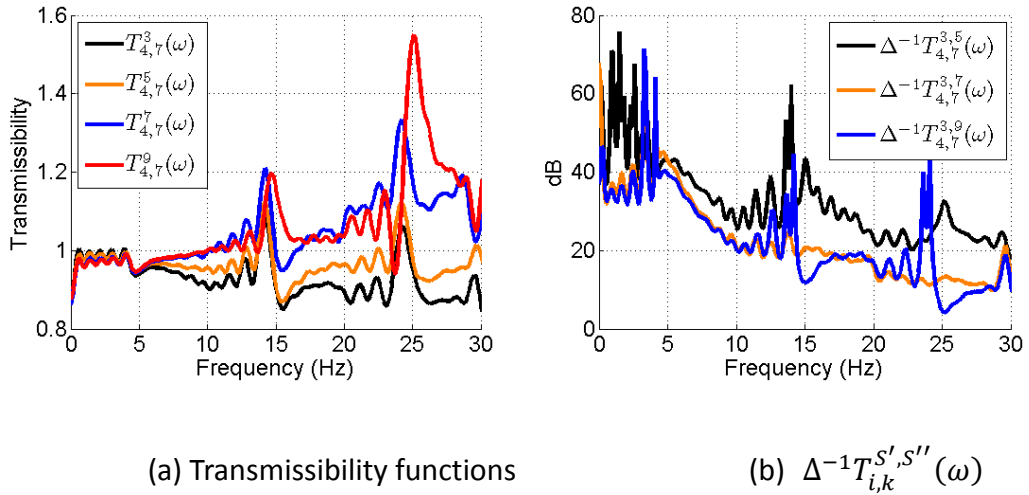 1.6
1.4
1.2
1
0.8
Transmissibility
T^3_{4,7}(ω)
T^5_{4,7}(ω)
T^7_{4,7}(ω)
T^9_{4,7}(ω)
0 5 10 15 20 25 30
Frequency (Hz)
80
60
40
20
0
dB
Δ^{-1}T^{3,5}_{4,7}(ω)
Δ^{-1}T^{3,7}_{4,7}(ω)
Δ^{-1}T^{3,9}_{4,7}(ω)
0 5 10 15 20 25 30
Frequency (Hz)
(a) Transmissibility functions
(b) Δ^{−1}T^{S′,S″}_{i,k}(ω)